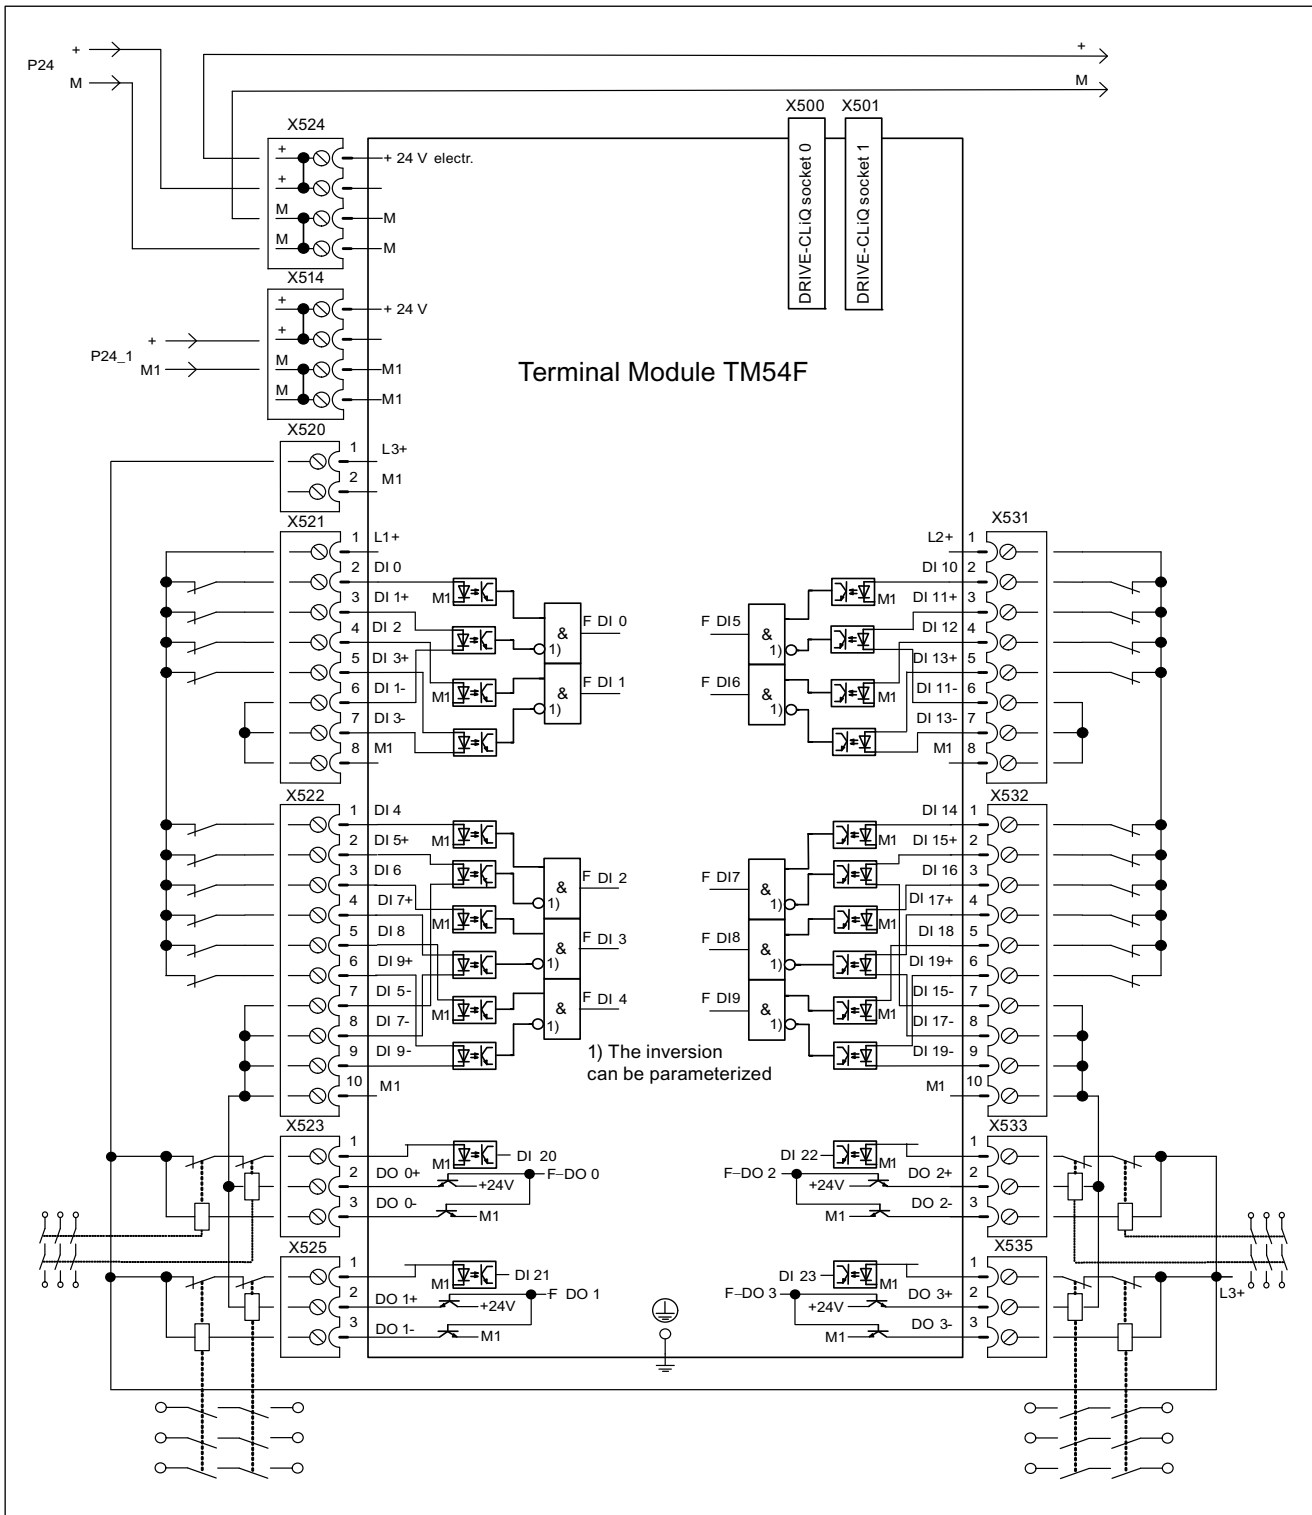 +
P24
M
+
M
X500 X501
DRIVE-CLiQ socket 0
DRIVE-CLiQ socket 1
X524
+ + 24 V electr.
+
M M
M M
X514
+ + 24 V
+
M M1
M M1
+
P24_1
M1
Terminal Module TM54F
X520
1 L3+
2 M1
X521
1 L1+
2 DI 0
3 DI 1+
4 DI 2
5 DI 3+
6 DI 1-
7 DI 3-
8 M1
M1
M1
& 1) F DI 0
& 1) F DI 1
X531
L2+ 1
DI 10 2
DI 11+ 3
DI 12 4
DI 13+ 5
DI 11- 6
DI 13- 7
M1 8
M1
M1
F DI5 & 1)
F DI6 & 1)
X522
1 DI 4
2 DI 5+
3 DI 6
4 DI 7+
5 DI 8
6 DI 9+
7 DI 5-
8 DI 7-
9 DI 9-
10 M1
M1
M1
M1
& 1) F DI 2
& 1) F DI 3
& 1) F DI 4
X532
DI 14 1
DI 15+ 2
DI 16 3
DI 17+ 4
DI 18 5
DI 19+ 6
DI 15- 7
DI 17- 8
DI 19- 9
M1 10
M1
M1
M1
F DI7 & 1)
F DI8 & 1)
F DI9 & 1)
1) The inversion
can be parameterized
X523
1 M1 DI 20
2 DO 0+ +24V F–DO 0
3 DO 0- M1
X533
DI 22 M1 1
F–DO 2 +24V DO 2+ 2
M1 DO 2- 3
X525
1 M1 DI 21
2 DO 1+ +24V F DO 1
3 DO 1- M1
X535
DI 23 M1 1
F–DO 3 +24V DO 3+ 2
M1 DO 3- 3
L3+